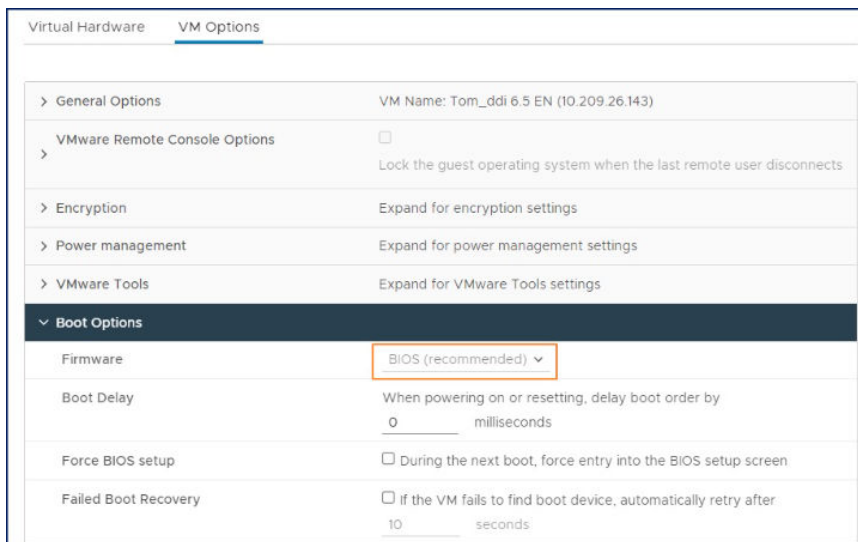 Virtual Hardware VM Options
General Options VM Name: Tom_ddi 6.5 EN (10.209.26.143)
VMware Remote Console Options
Lock the guest operating system when the last remote user disconnects
Encryption Expand for encryption settings
Power management Expand for power management settings
VMware Tools Expand for VMware Tools settings
Boot Options
Firmware BIOS (recommended)
Boot Delay When powering on or resetting, delay boot order by
0 milliseconds
Force BIOS setup During the next boot, force entry into the BIOS setup screen
Failed Boot Recovery If the VM fails to find boot device, automatically retry after
10 seconds